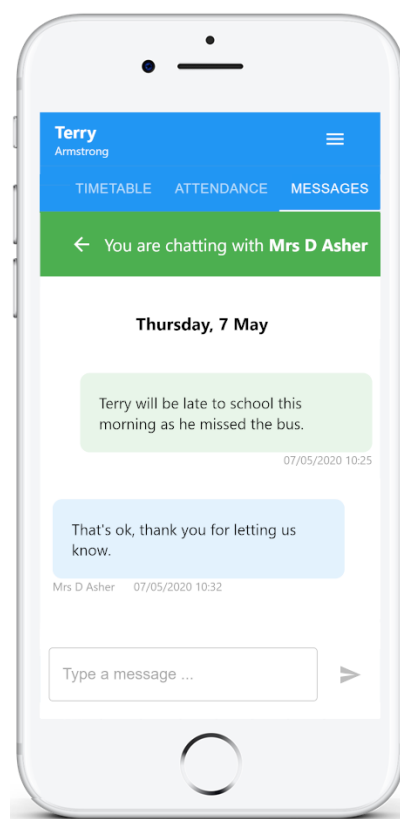 Terry
Armstrong
TIMETABLE ATTENDANCE MESSAGES
You are chatting with Mrs D Asher
Thursday, 7 May
Terry will be late to school this
morning as he missed the bus.
07/05/2020 10:25
That's ok, thank you for letting us
know.
Mrs D Asher 07/05/2020 10:32
Type a message ...